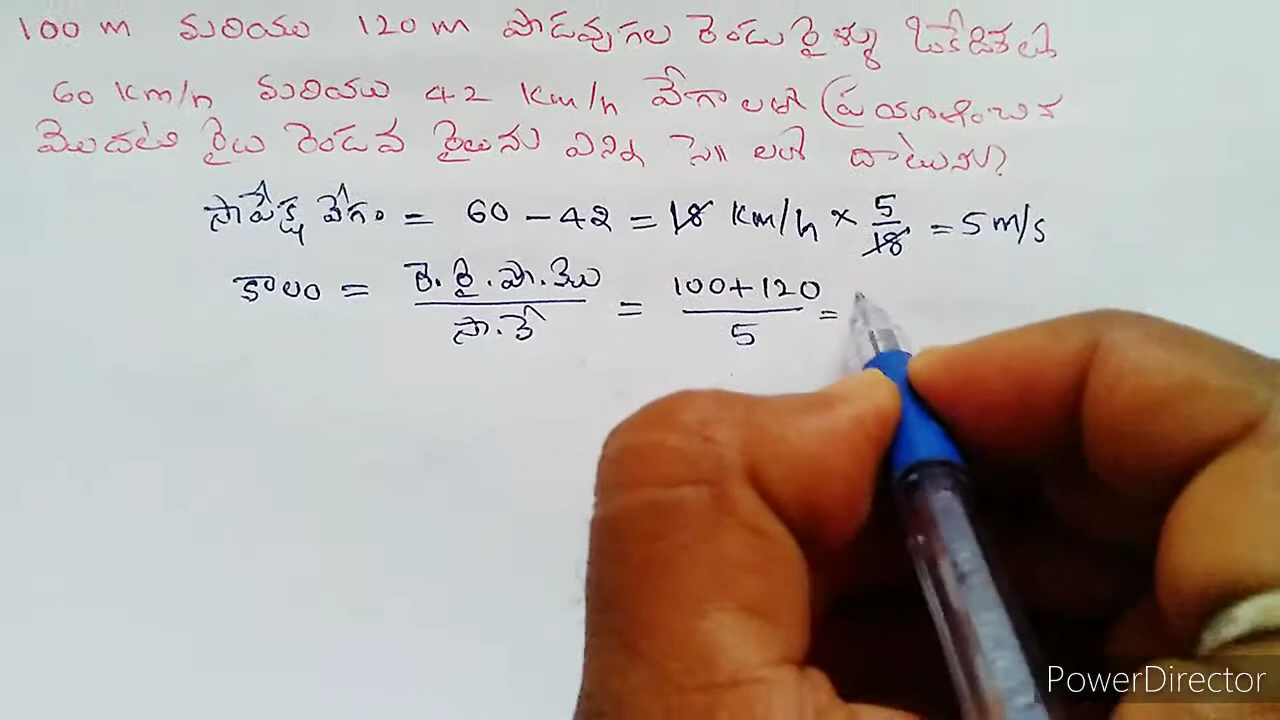 100 m మరియు 120 m పొడవుగల రెండు రైళ్ళు ఒకేదిశలో
60 Km/h మరియు 42 Km/h వేగాలతో ప్రయాణించిన
మొదటి రైలు రెండవ రైలును ఎన్ని సె॥ లలో దాటును?
సాపేక్ష వేగం = 60 - 42 = 18 Km/h × 5/18 = 5 m/s
కాలం = రె.రై.పొ.మొ / సా.వే = 100+120 / 5 =
PowerDirector